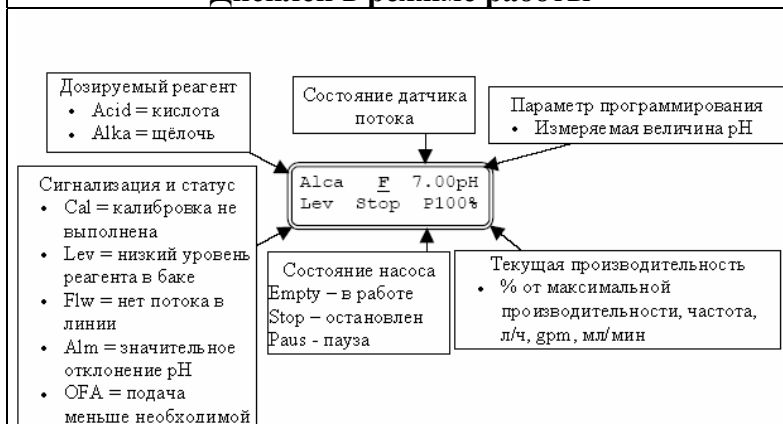 Дисплей в режиме работы
Дозируемый реагент
• Acid = кислота
• Alka = щёлочь
Состояние датчика
потока
Параметр программирования
• Измеряемая величина pH
Alca F 7.00pH
Lev Stop P100%
Сигнализация и статус
• Cal = калибровка не
выполнена
• Lev = низкий уровень
реагента в баке
• Flw = нет потока в
линии
• Alm = значительное
отклонение pH
• OFA = подача
меньше необходимой
Состояние насоса
Empty – в работе
Stop – остановлен
Paus - пауза
Текущая производительность
• % от максимальной
производительности, частота,
л/ч, gpm, мл/мин